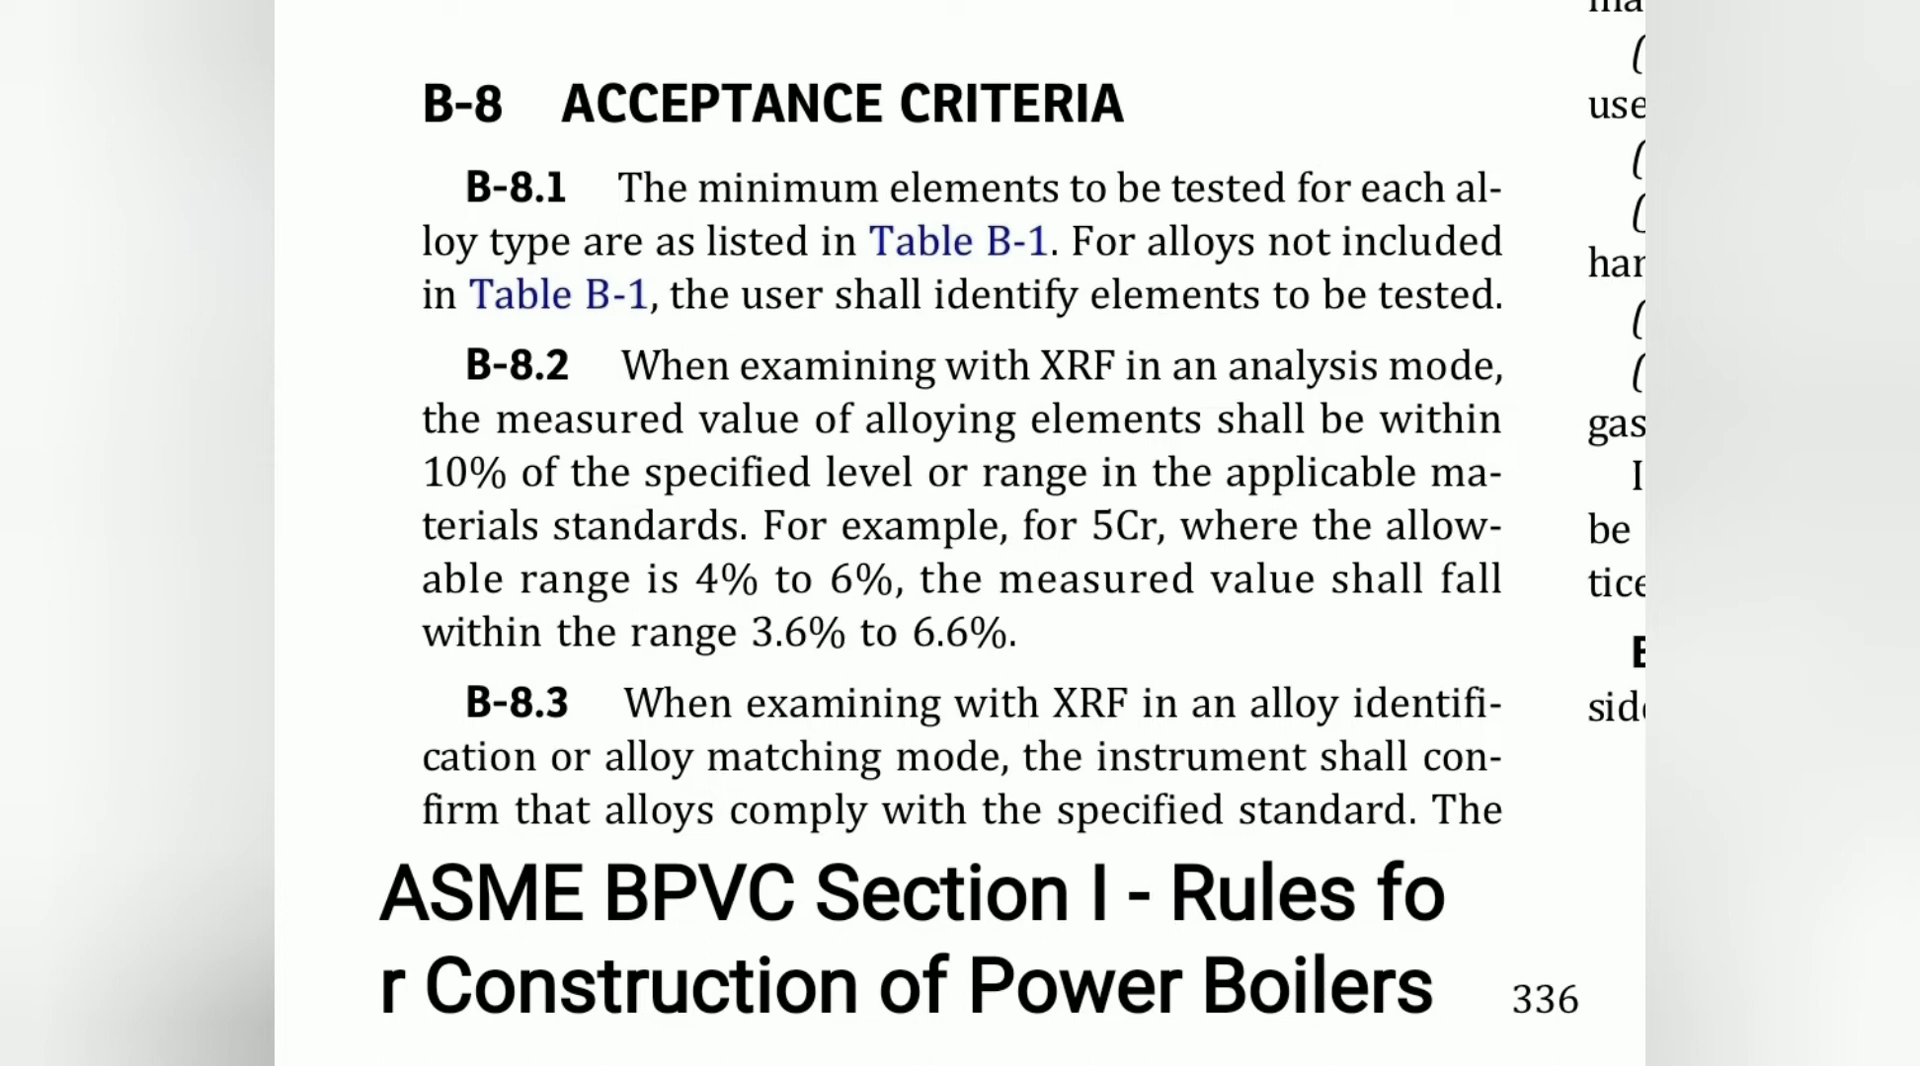 B-8 ACCEPTANCE CRITERIA
B-8.1 The minimum elements to be tested for each al-
loy type are as listed in Table B-1. For alloys not included
in Table B-1, the user shall identify elements to be tested.
B-8.2 When examining with XRF in an analysis mode,
the measured value of alloying elements shall be within
10% of the specified level or range in the applicable ma-
terials standards. For example, for 5Cr, where the allow-
able range is 4% to 6%, the measured value shall fall
within the range 3.6% to 6.6%.
B-8.3 When examining with XRF in an alloy identifi-
cation or alloy matching mode, the instrument shall con-
firm that alloys comply with the specified standard. The
ASME BPVC Section I - Rules fo
r Construction of Power Boilers
336
(
use
(
(
har
(
(
gas
I
be
tice